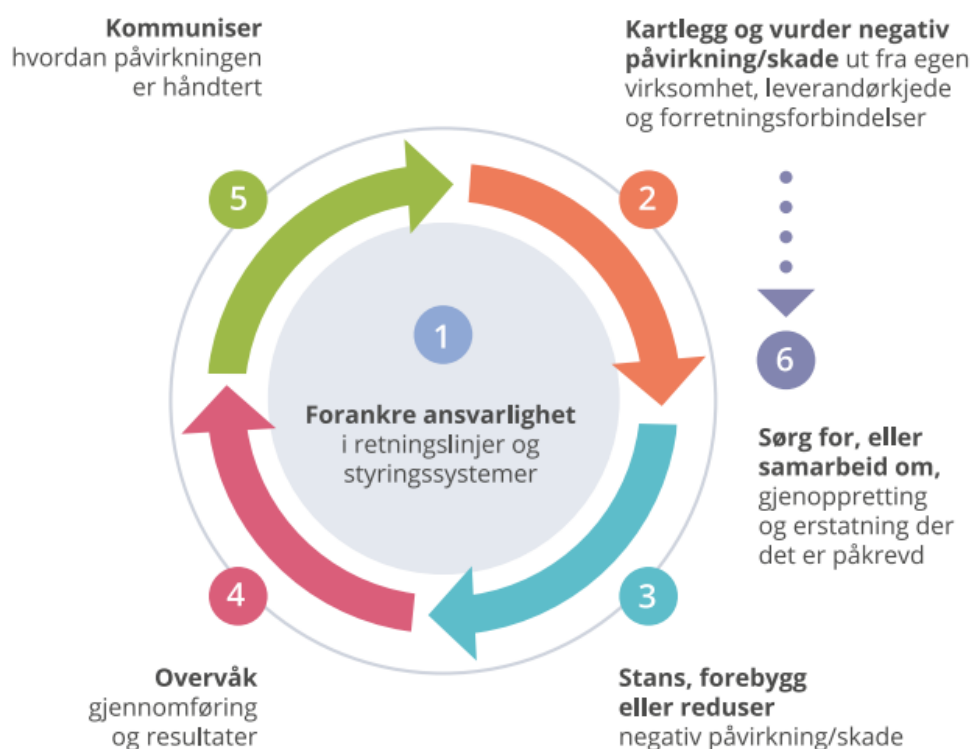 Kommuniser
hvordan påvirkningen
er håndtert
Kartlegg og vurder negativ
påvirkning/skade ut fra egen
virksomhet, leverandørkjede
og forretningsforbindelser
5
2
1
Forankre ansvarlighet
i retningslinjer og
styringssystemer
6
Sørg for, eller
samarbeid om,
gjenoppretting
og erstatning der
det er påkrevd
4
3
Overvåk
gjennomføring
og resultater
Stans, forebygg
eller reduser
negativ påvirkning/skade